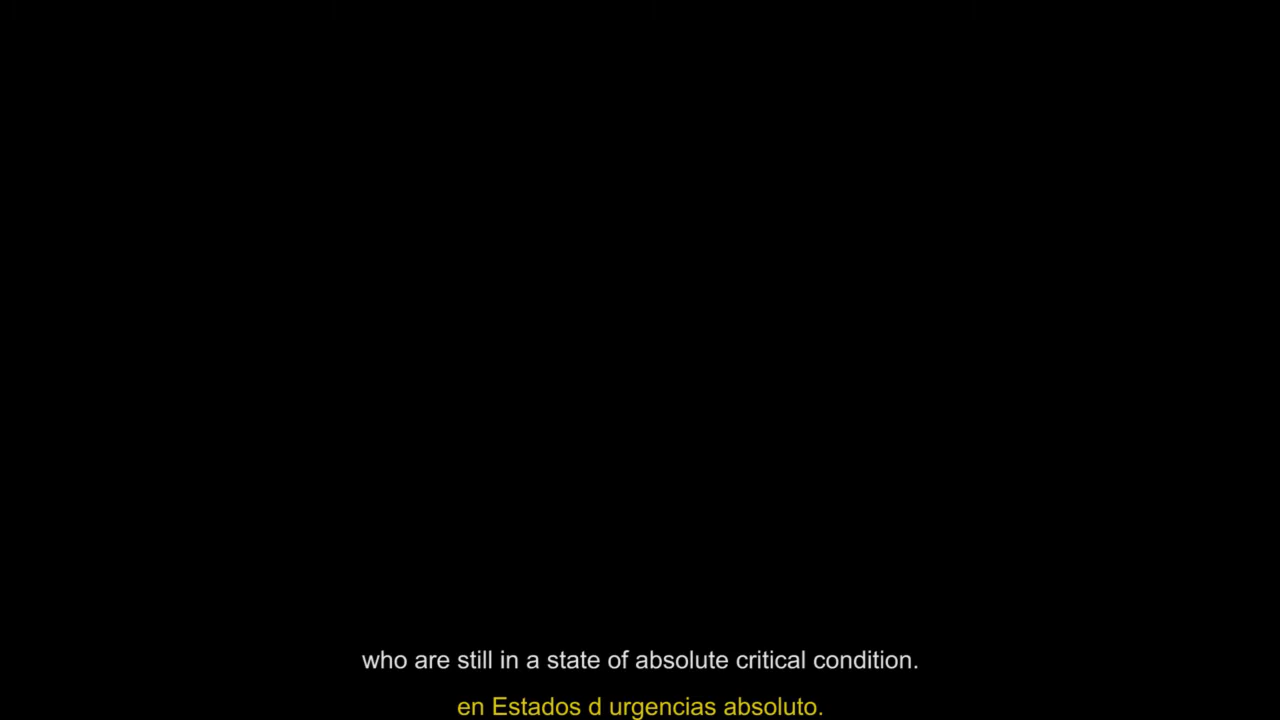 who are still in a state of absolute critical condition.
en Estados d urgencias absoluto.